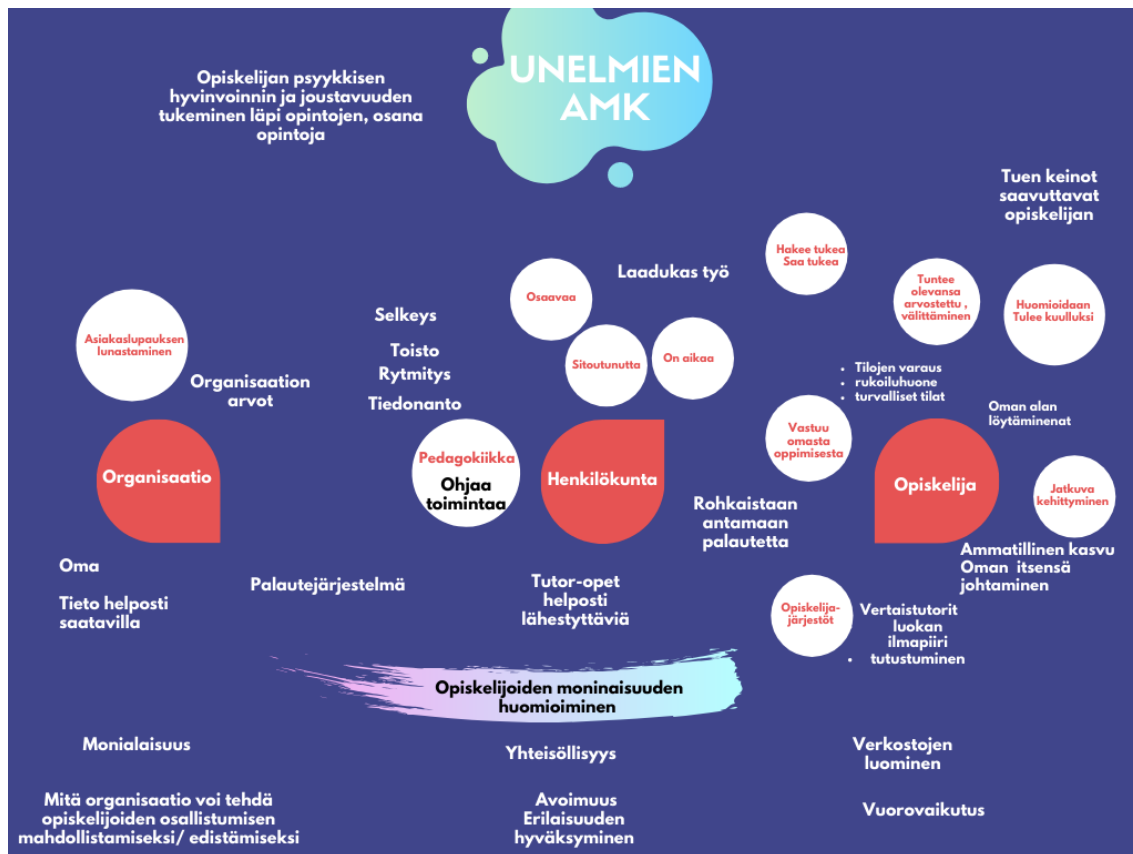 UNELMIEN
AMK
Opiskelijan psyykkisen
hyvinvoinnin ja joustavuuden
tukeminen läpi opintojen, osana
opintoja
Tuen keinot
saavuttavat
opiskelijan
Hakee tukea
Saa tukea
Laadukas työ
Osaavaa
Tuntee
olevansa
arvostettu ,
välittäminen
Huomioidaan
Tulee kuulluksi
Selkeys
Asiakaslupauksen
lunastaminen
Toisto
Rytmitys
Sitoutunutta
On aikaa
Organisaation
arvot
Tiedonanto
• Tilojen varaus
• rukoiluhuone
• turvalliset tilat
Oman alan
löytäminenat
Vastuu
omasta
oppimisesta
Organisaatio
Pedagokiikka
Ohjaa
toimintaa
Henkilökunta
Opiskelija
Jatkuva
kehittyminen
Rohkaistaan
antamaan
palautetta
Ammatillinen kasvu
Oman itsensä
johtaminen
Oma
Tieto helposti
saatavilla
Palautejärjestelmä
Tutor-opet
helposti
lähestyttäviä
Opiskelija-
järjestöt
Vertaistutorit
luokan
ilmapiiri
• tutustuminen
Opiskelijoiden moninaisuuden
huomioiminen
Monialaisuus
Yhteisöllisyys
Verkostojen
luominen
Mitä organisaatio voi tehdä
opiskelijoiden osallistumisen
mahdollistamiseksi/ edistämiseksi
Avoimuus
Erilaisuuden
hyväksyminen
Vuorovaikutus